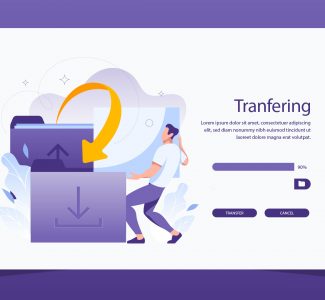 Tranfering
Lorem ipsum dolor sit amet, consectetuer adipiscing
elit, sed diam nonummy nibh euismod tincidunt ut
laoreet dolore magna aliquam erat volutpat.
90%
TRANSFER CANCEL